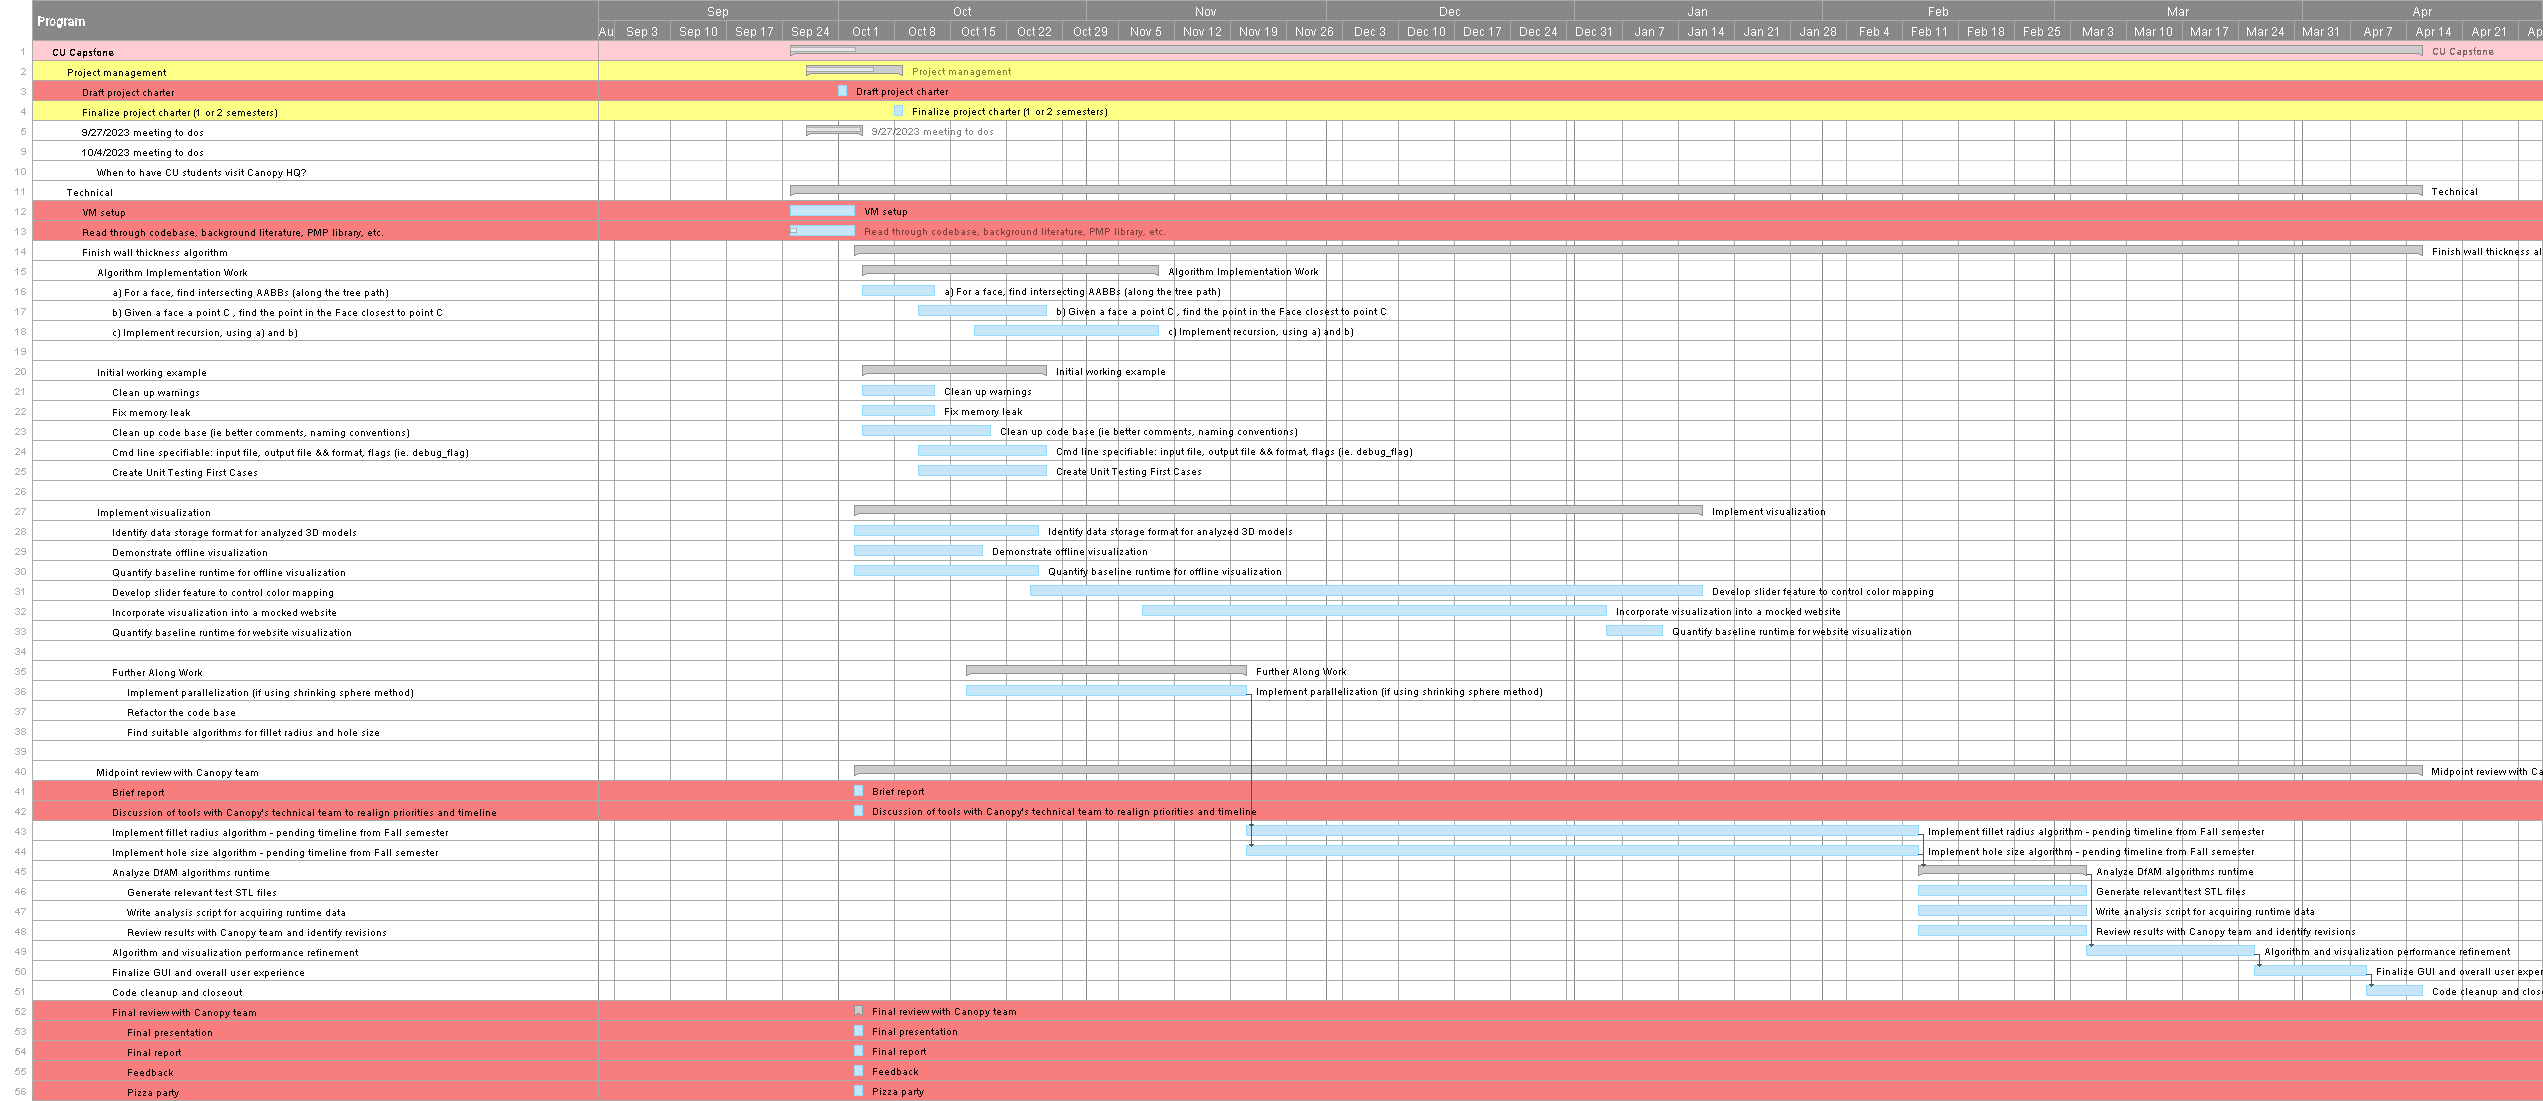 Program
Sep Oct Nov Dec Jan Feb Mar Apr
Au Sep 3 Sep 10 Sep 17 Sep 24 Oct 1 Oct 8 Oct 15 Oct 22 Oct 29 Nov 5 Nov 12 Nov 19 Nov 26 Dec 3 Dec 10 Dec 17 Dec 24 Dec 31 Jan 7 Jan 14 Jan 21 Jan 28 Feb 4 Feb 11 Feb 18 Feb 25 Mar 3 Mar 10 Mar 17 Mar 24 Mar 31 Apr 7 Apr 14 Apr 21 Ap
1 CU Capstone CU Capstone
2 Project management Project management
3 Draft project charter Draft project charter
4 Finalize project charter (1 or 2 semesters) Finalize project charter (1 or 2 semesters)
5 9/27/2023 meeting to dos 9/27/2023 meeting to dos
9 10/4/2023 meeting to dos
10 When to have CU students visit Canopy HQ?
11 Technical Technical
12 VM setup VM setup
13 Read through codebase, background literature, PMP library, etc. Read through codebase, background literature, PMP library, etc.
14 Finish wall thickness algorithm Finish wall thickness al
15 Algorithm Implementation Work Algorithm Implementation Work
16 a) For a face, find intersecting AABBs (along the tree path) a) For a face, find intersecting AABBs (along the tree path)
17 b) Given a face a point C , find the point in the Face closest to point C b) Given a face a point C , find the point in the Face closest to point C
18 c) Implement recursion, using a) and b) c) Implement recursion, using a) and b)
19
20 Initial working example Initial working example
21 Clean up warnings Clean up warnings
22 Fix memory leak Fix memory leak
23 Clean up code base (ie better comments, naming conventions) Clean up code base (ie better comments, naming conventions)
24 Cmd line specifiable: input file, output file && format, flags (ie. debug_flag) Cmd line specifiable: input file, output file && format, flags (ie. debug_flag)
25 Create Unit Testing First Cases Create Unit Testing First Cases
26
27 Implement visualization Implement visualization
28 Identify data storage format for analyzed 3D models Identify data storage format for analyzed 3D models
29 Demonstrate offline visualization Demonstrate offline visualization
30 Quantify baseline runtime for offline visualization Quantify baseline runtime for offline visualization
31 Develop slider feature to control color mapping Develop slider feature to control color mapping
32 Incorporate visualization into a mocked website Incorporate visualization into a mocked website
33 Quantify baseline runtime for website visualization Quantify baseline runtime for website visualization
34
35 Further Along Work Further Along Work
36 Implement parallelization (if using shrinking sphere method) Implement parallelization (if using shrinking sphere method)
37 Refactor the code base
38 Find suitable algorithms for fillet radius and hole size
39
40 Midpoint review with Canopy team Midpoint review with Ca
41 Brief report Brief report
42 Discussion of tools with Canopy's technical team to realign priorities and timeline Discussion of tools with Canopy's technical team to realign priorities and timeline
43 Implement fillet radius algorithm - pending timeline from Fall semester Implement fillet radius algorithm - pending timeline from Fall semester
44 Implement hole size algorithm - pending timeline from Fall semester Implement hole size algorithm - pending timeline from Fall semester
45 Analyze DfAM algorithms runtime Analyze DfAM algorithms runtime
46 Generate relevant test STL files Generate relevant test STL files
47 Write analysis script for acquiring runtime data Write analysis script for acquiring runtime data
48 Review results with Canopy team and identify revisions Review results with Canopy team and identify revisions
49 Algorithm and visualization performance refinement Algorithm and visualization performance refinement
50 Finalize GUI and overall user experience Finalize GUI and overall user exper
51 Code cleanup and closeout Code cleanup and close
52 Final review with Canopy team Final review with Canopy team
53 Final presentation Final presentation
54 Final report Final report
55 Feedback Feedback
56 Pizza party Pizza party